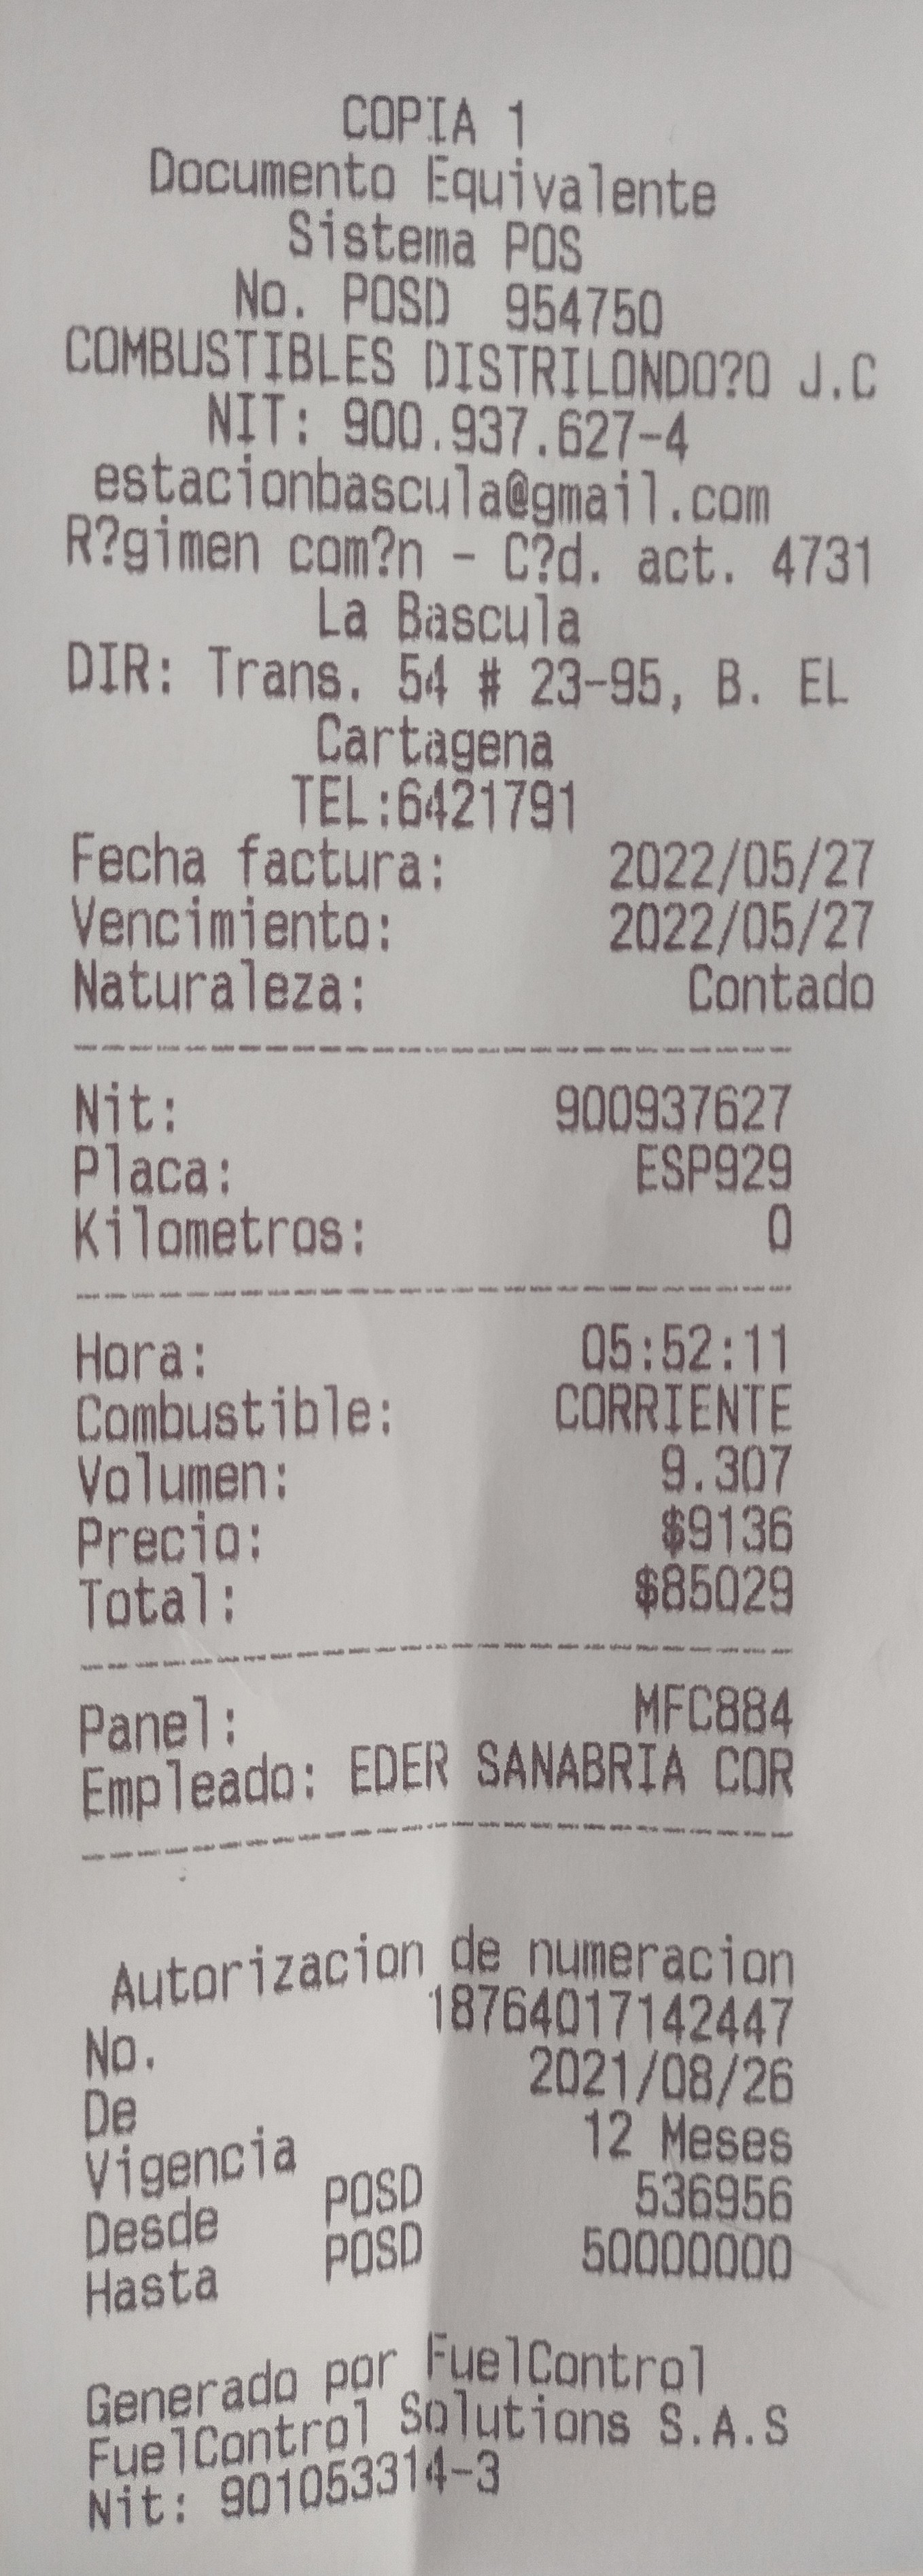 COPIA 1
Documento Equivalente
Sistema POS
No. POSD 954750
COMBUSTIBLES DISTRILONDO?O J.C
NIT: 900.937.627-4
estacionbascula@gmail.com
R?gimen com?n - C?d. act. 4731
La Bascula
DIR: Trans. 54 # 23-95, B. EL
Cartagena
TEL:6421791
Fecha factura: 2022/05/27
Vencimiento: 2022/05/27
Naturaleza: Contado
Nit: 900937627
Placa: ESP929
Kilometros: 0
Hora: 05:52:11
Combustible: CORRIENTE
Volumen: 9.307
Precio: $9136
Total: $85029
Panel: MFC884
Empleado: EDER SANABRIA COR
Autorizacion de numeracion
No. 18764017142447
De 2021/08/26
Vigencia 12 Meses
Desde POSD 536956
Hasta POSD 50000000
Generado por FuelControl
FuelControl Solutions S.A.S
Nit: 901053314-3